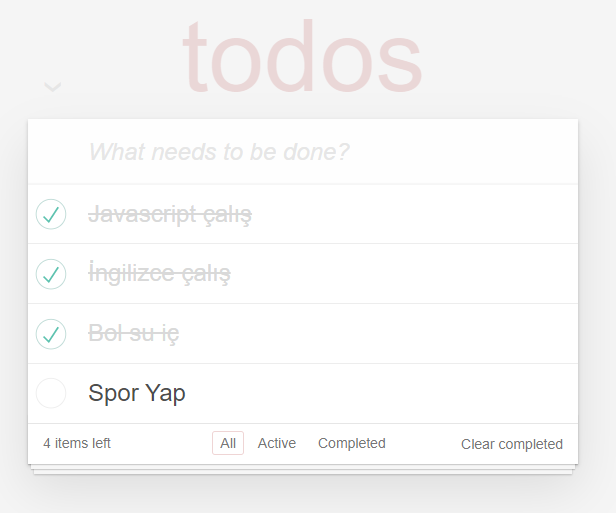 todos
What needs to be done?
Javascript çalış
İngilizce çalış
Bol su iç
Spor Yap
4 items left All Active Completed Clear completed